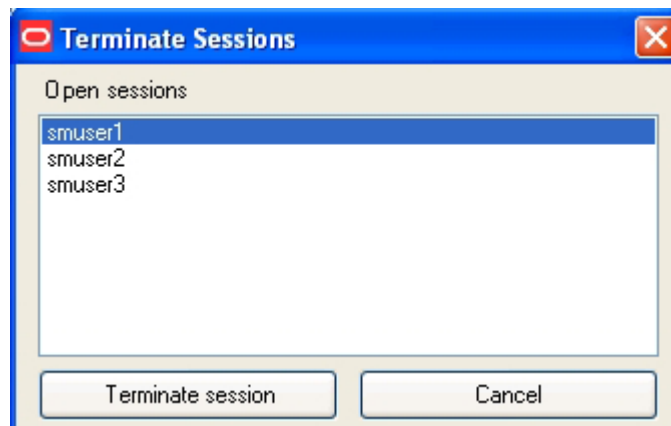 Terminate Sessions
Open sessions
smuser1
smuser2
smuser3
Terminate session
Cancel